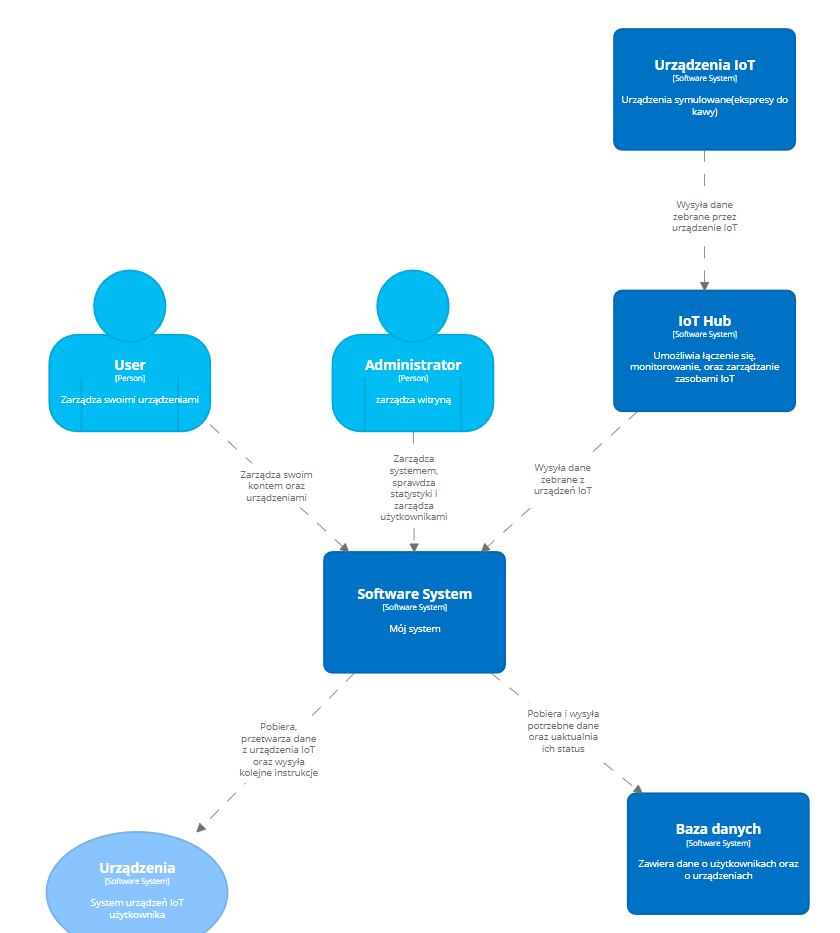 Urządzenia IoT
[Software System]
Urządzenia symulowane(ekspresy do
kawy)
Wysyła dane
zebrane przez
urządzenie IoT
User
[Person]
Zarządza swoimi urządzeniami
Administrator
[Person]
zarządza witryną
IoT Hub
[Software System]
Umożliwia łączenie się,
monitorowanie, oraz zarządzanie
zasobami IoT
Zarządza swoim
kontem oraz
urządzeniami
Zarządza
systemem,
sprawdza
statystyki i
zarządza
użytkownikami
Wysyła dane
zebrane z
urządzeń IoT
Software System
[Software System]
Mój system
Pobiera,
przetwarza dane
z urządzenia IoT
oraz wysyła
kolejne instrukcje
Pobiera i wysyła
potrzebne dane
oraz uaktualnia
ich status
Urządzenia
[Software System]
System urządzeń IoT
użytkownika
Baza danych
[Software System]
Zawiera dane o użytkownikach oraz
o urządzeniach